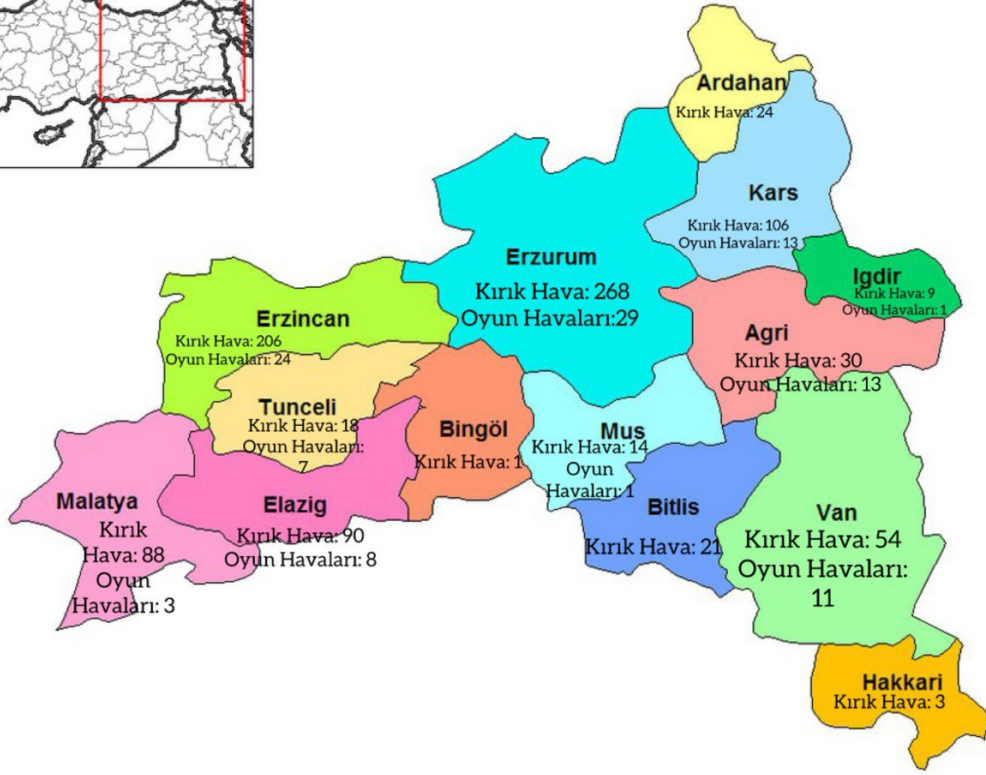 Ardahan
Kırık Hava: 24
Kars
Kırık Hava: 106
Oyun Havaları: 13
Igdir
Kırık Hava: 9
Oyun Havaları: 1
Erzurum
Kırık Hava: 268
Oyun Havaları:29
Agri
Kırık Hava: 30
Oyun Havaları: 13
Erzincan
Kırık Hava: 206
Oyun Havaları: 24
Tunceli
Kırık Hava: 18
Oyun Havaları:
7
Bingöl
Kırık Hava: 1
Mus
Kırık Hava: 14
Oyun
Havaları: 1
Malatya
Kırık
Hava: 88
Oyun
Havaları: 3
Elazig
Kırık Hava: 90
Oyun Havaları: 8
Bitlis
Kırık Hava: 21
Van
Kırık Hava: 54
Oyun Havaları:
11
Hakkari
Kırık Hava: 3